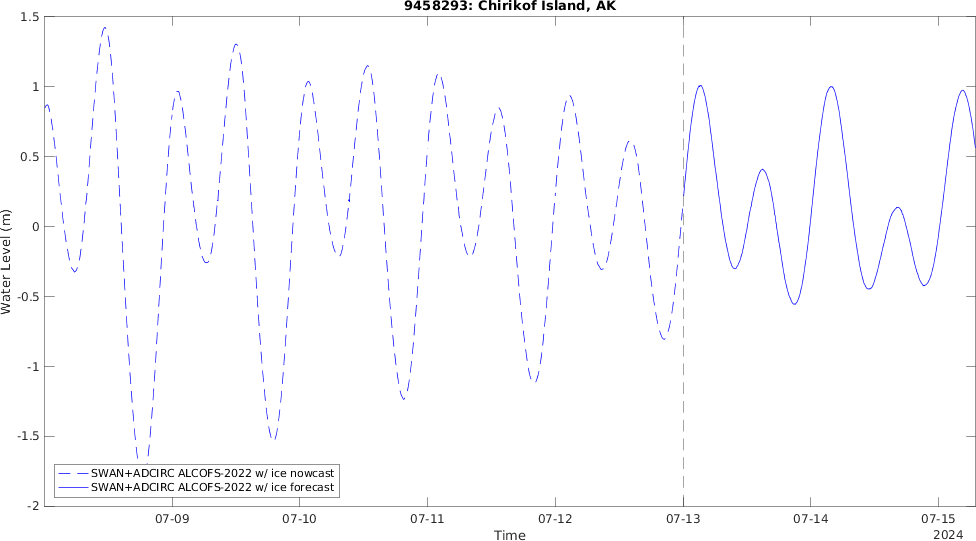 9458293: Chirikof Island, AK
1.5
1
0.5
0
-0.5
-1
-1.5
-2
Water Level (m)
SWAN+ADCIRC ALCOFS-2022 w/ ice nowcast
SWAN+ADCIRC ALCOFS-2022 w/ ice forecast
07-09 07-10 07-11 07-12 07-13 07-14 07-15
Time
2024